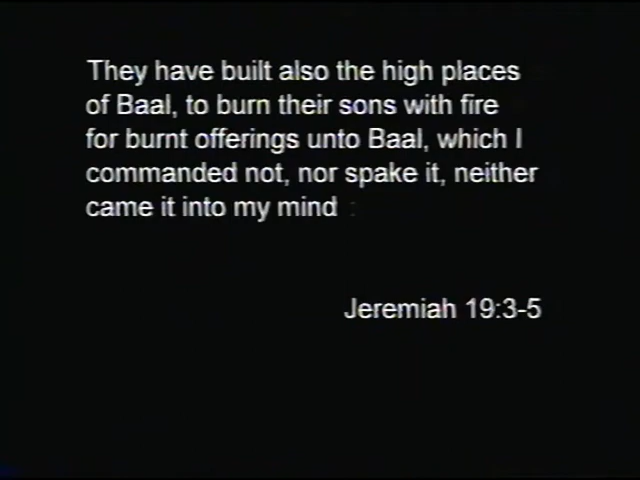 They have built also the high places
of Baal, to burn their sons with fire
for burnt offerings unto Baal, which I
commanded not, nor spake it, neither
came it into my mind :
Jeremiah 19:3-5